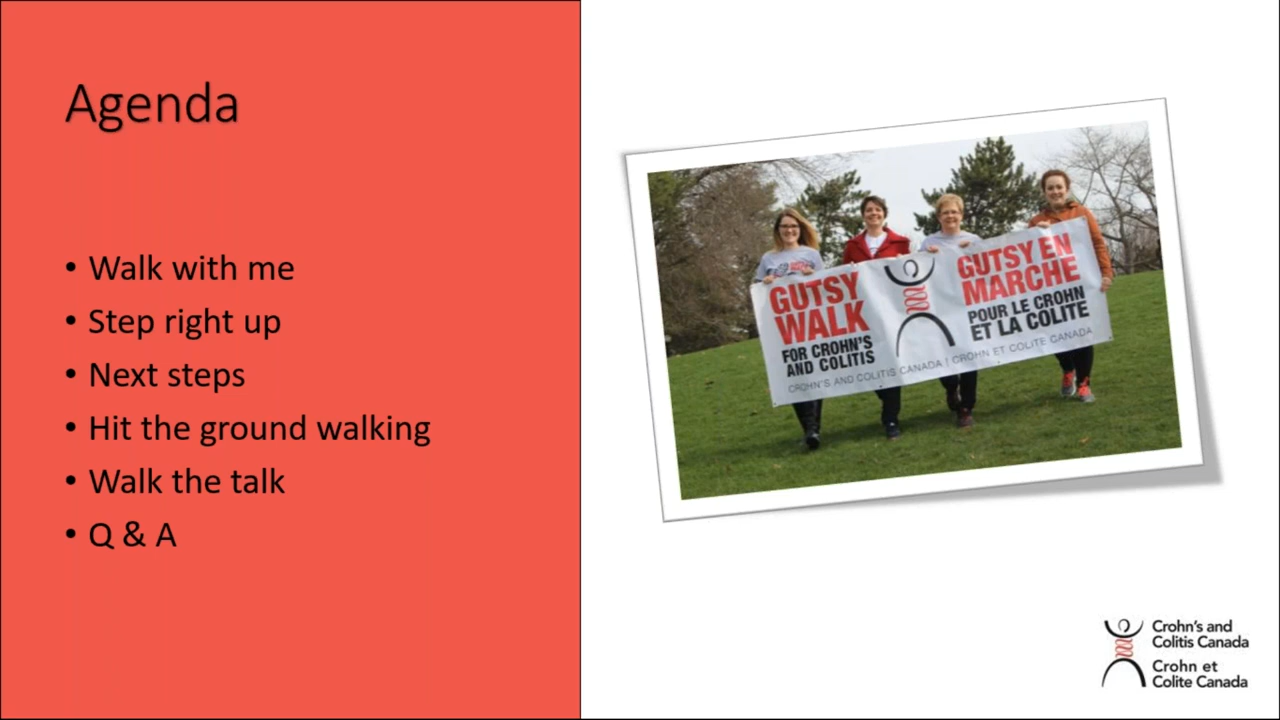 Agenda
• Walk with me
• Step right up
• Next steps
• Hit the ground walking
• Walk the talk
• Q & A
GUTSY
WALK
FOR CROHN'S
AND COLITIS
GUTSY EN
MARCHE
POUR LE CROHN
ET LA COLITE
CROHN'S AND COLITIS CANADA | CROHN ET COLITE CANADA
Crohn's and
Colitis Canada
Crohn et
Colite Canada